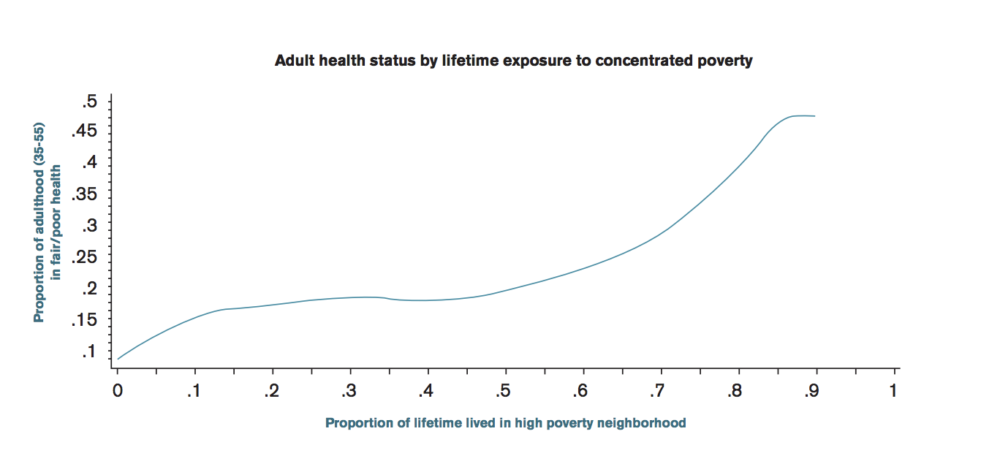 Adult health status by lifetime exposure to concentrated poverty
Proportion of adulthood (35-55)
in fair/poor health
.5
.45
.4
.35
.3
.25
.2
.15
.1
0 .1 .2 .3 .4 .5 .6 .7 .8 .9 1
Proportion of lifetime lived in high poverty neighborhood